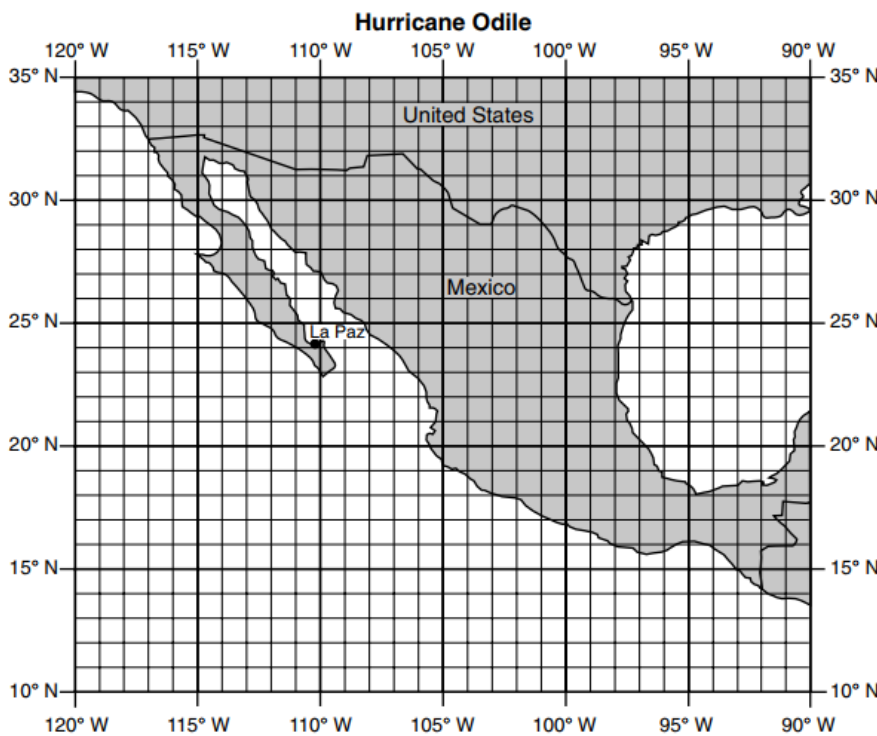 Hurricane Odile
120° W 115° W 110° W 105° W 100° W 95° W 90° W
35° N 35° N
United States
30° N 30° N
Mexico
25° N 25° N
La Paz
20° N 20° N
15° N 15° N
10° N 10° N
120° W 115° W 110° W 105° W 100° W 95° W 90° W